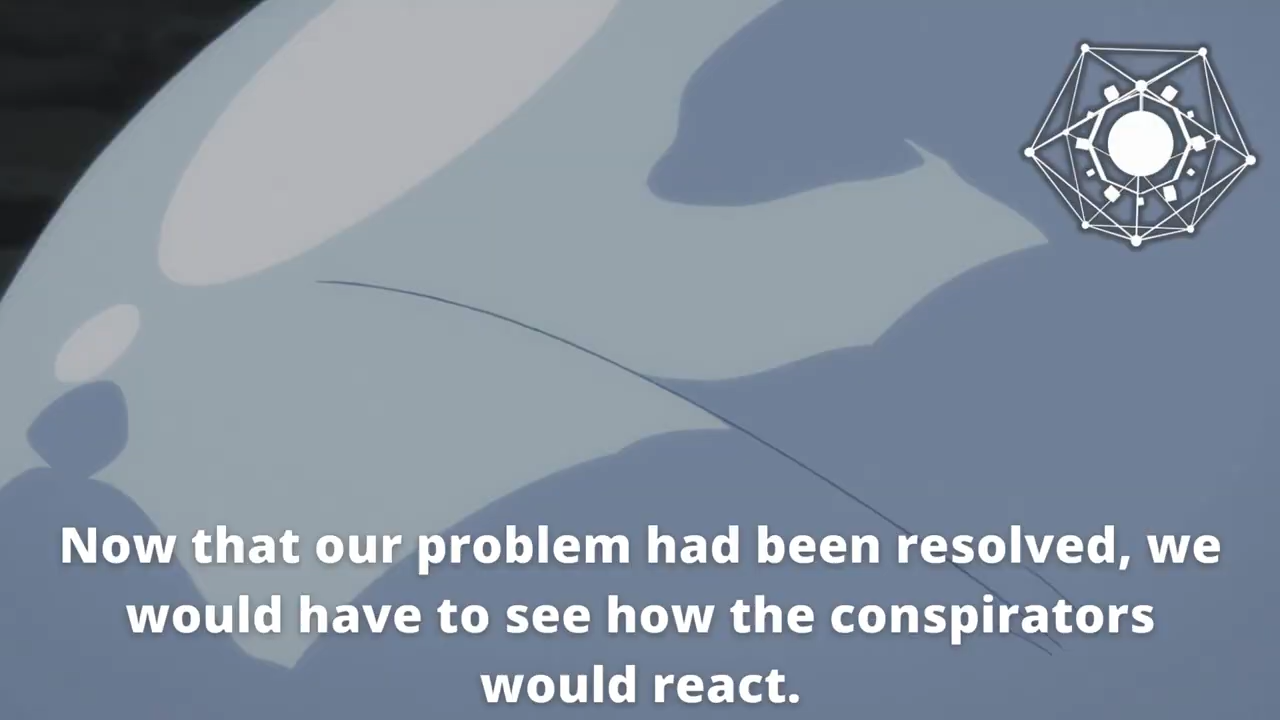 Now that our problem had been resolved, we
would have to see how the conspirators
would react.